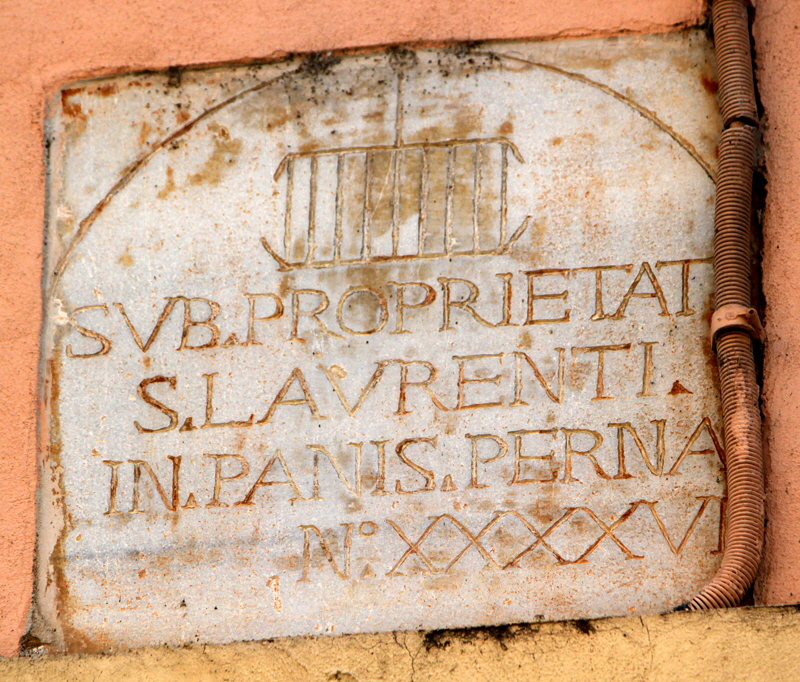 SVB.PROPRIETAT
S.LAVRENTI.
IN.PANIS.PERNA
N:º XXXXVI